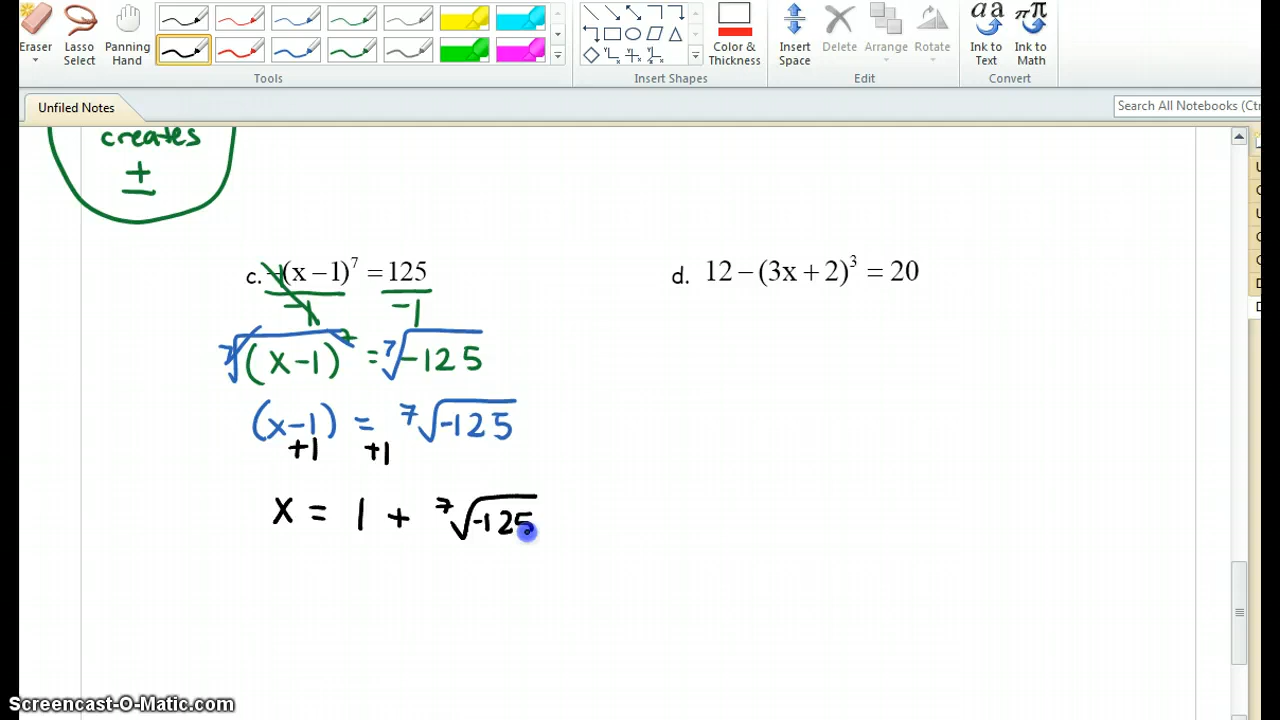 Eraser
Lasso Select
Panning Hand
Color & Thickness
Insert Space
Delete
Arrange
Rotate
Ink to Text
Ink to Math
Tools
Insert Shapes
Edit
Convert
Unfiled Notes
Search All Notebooks (Ctr
creates
±
c. -(x – 1)⁷ = 125
-1 -1
⁷√(x-1)⁷ = ⁷√-125
(x-1) = ⁷√-125
+1 +1
x = 1 + ⁷√-125
d. 12 – (3x + 2)³ = 20
Screencast-O-Matic.com